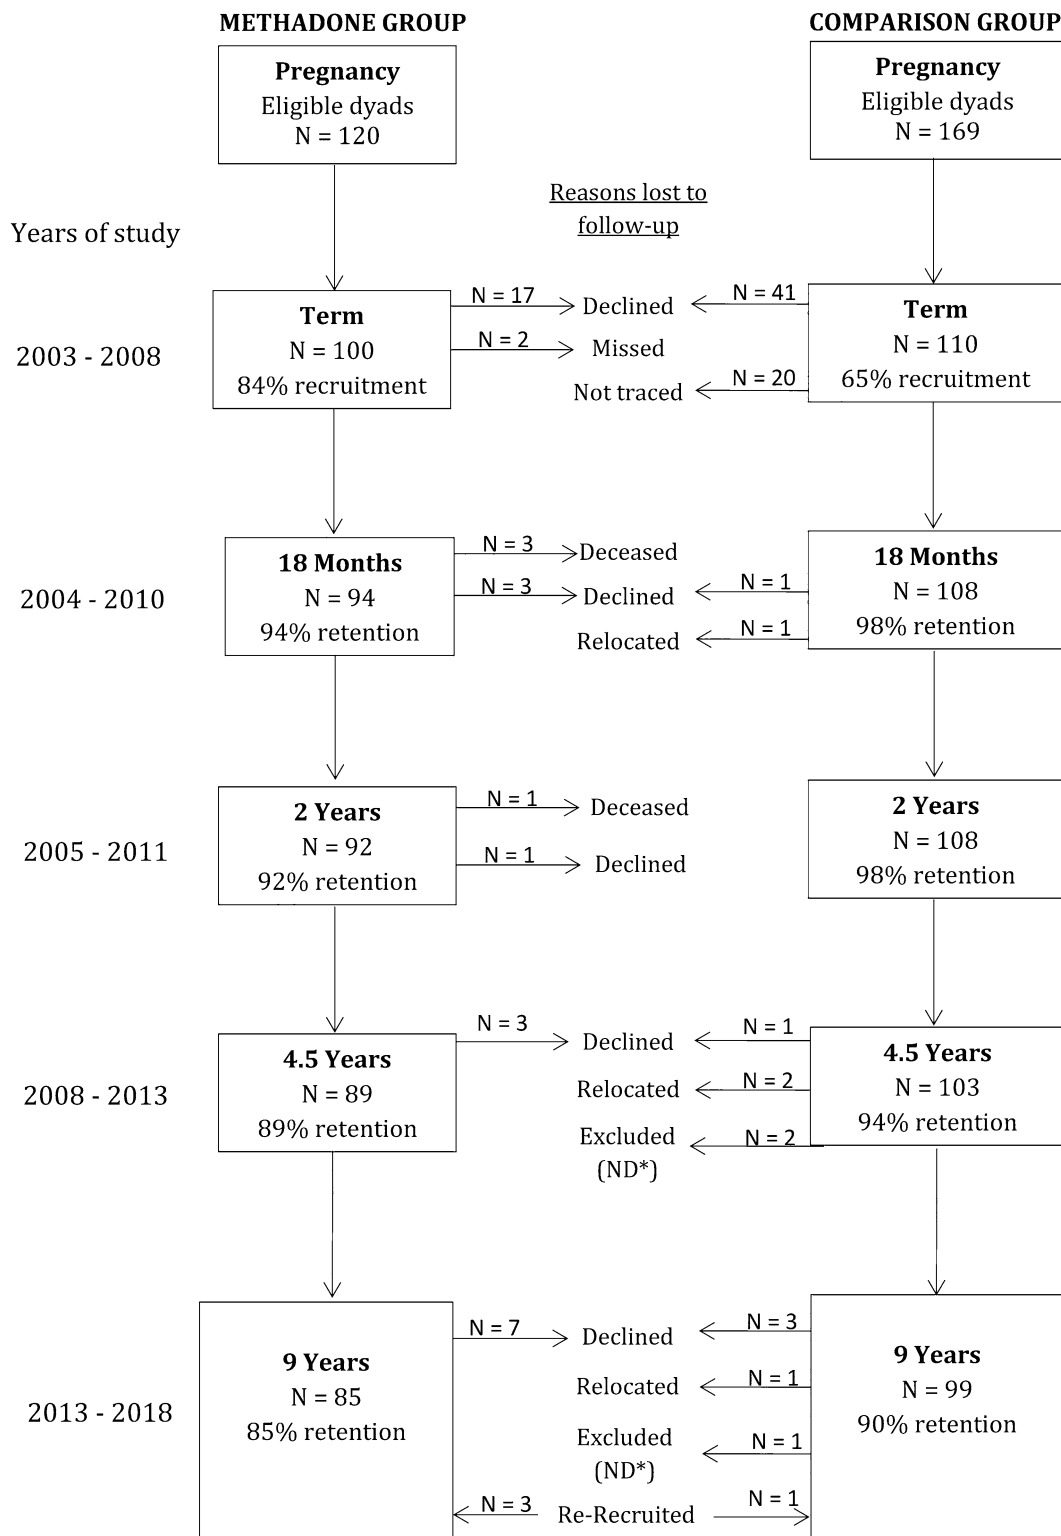 METHADONE GROUP
COMPARISON GROUP
Pregnancy
Eligible dyads
N = 120
Pregnancy
Eligible dyads
N = 169
Reasons lost to
follow-up
Years of study
2003 - 2008
Term
N = 100
84% recruitment
N = 17
Declined
N = 41
N = 2
Missed
Not traced
N = 20
Term
N = 110
65% recruitment
2004 - 2010
18 Months
N = 94
94% retention
N = 3
Deceased
N = 3
Declined
N = 1
Relocated
N = 1
18 Months
N = 108
98% retention
2005 - 2011
2 Years
N = 92
92% retention
N = 1
Deceased
N = 1
Declined
2 Years
N = 108
98% retention
2008 - 2013
4.5 Years
N = 89
89% retention
N = 3
Declined
N = 1
Relocated
N = 2
Excluded
(ND*)
N = 2
4.5 Years
N = 103
94% retention
2013 - 2018
9 Years
N = 85
85% retention
N = 7
Declined
N = 3
Relocated
N = 1
Excluded
(ND*)
N = 1
N = 3
Re-Recruited
N = 1
9 Years
N = 99
90% retention